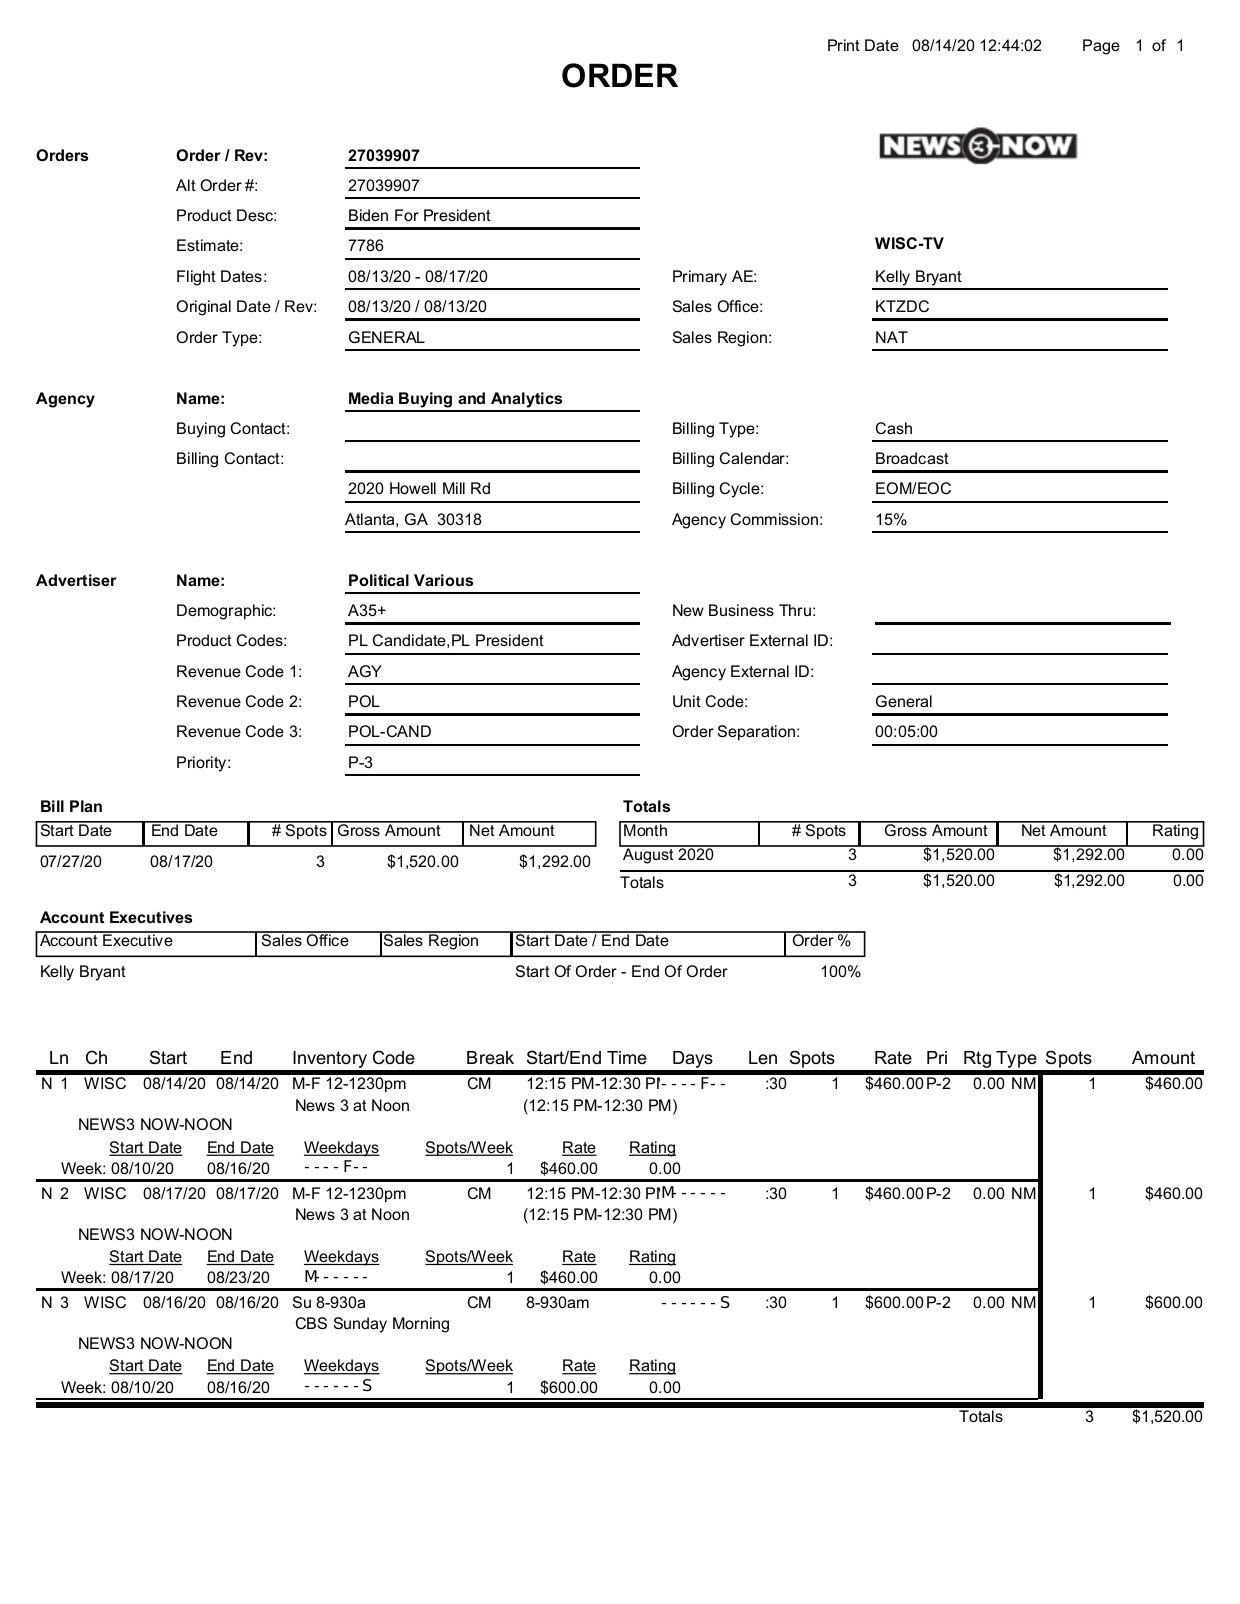 Print Date 08/14/20 12:44:02 Page 1 of 1
ORDER
NEWS 3 NOW
Orders Order / Rev: 27039907
Alt Order #: 27039907
Product Desc: Biden For President
Estimate: 7786 WISC-TV
Flight Dates: 08/13/20 - 08/17/20 Primary AE: Kelly Bryant
Original Date / Rev: 08/13/20 / 08/13/20 Sales Office: KTZDC
Order Type: GENERAL Sales Region: NAT
Agency Name: Media Buying and Analytics
Buying Contact: Billing Type: Cash
Billing Contact: Billing Calendar: Broadcast
2020 Howell Mill Rd Billing Cycle: EOM/EOC
Atlanta, GA 30318 Agency Commission: 15%
Advertiser Name: Political Various
Demographic: A35+ New Business Thru:
Product Codes: PL Candidate,PL President Advertiser External ID:
Revenue Code 1: AGY Agency External ID:
Revenue Code 2: POL Unit Code: General
Revenue Code 3: POL-CAND Order Separation: 00:05:00
Priority: P-3
Bill Plan Totals
Start Date End Date # Spots Gross Amount Net Amount Month # Spots Gross Amount Net Amount Rating
07/27/20 08/17/20 3 $1,520.00 $1,292.00 August 2020 3 $1,520.00 $1,292.00 0.00
Totals 3 $1,520.00 $1,292.00 0.00
Account Executives
Account Executive Sales Office Sales Region Start Date / End Date Order %
Kelly Bryant Start Of Order - End Of Order 100%
Ln Ch Start End Inventory Code Break Start/End Time Days Len Spots Rate Pri Rtg Type Spots Amount
N 1 WISC 08/14/20 08/14/20 M-F 12-1230pm CM 12:15 PM-12:30 PM - - - - F - - :30 1 $460.00 P-2 0.00 NM 1 $460.00
News 3 at Noon (12:15 PM-12:30 PM)
NEWS3 NOW-NOON
Start Date End Date Weekdays Spots/Week Rate Rating
Week: 08/10/20 08/16/20 - - - - F - - 1 $460.00 0.00
N 2 WISC 08/17/20 08/17/20 M-F 12-1230pm CM 12:15 PM-12:30 PM M - - - - - - :30 1 $460.00 P-2 0.00 NM 1 $460.00
News 3 at Noon (12:15 PM-12:30 PM)
NEWS3 NOW-NOON
Start Date End Date Weekdays Spots/Week Rate Rating
Week: 08/17/20 08/23/20 M - - - - - - 1 $460.00 0.00
N 3 WISC 08/16/20 08/16/20 Su 8-930a CM 8-930am - - - - - - S :30 1 $600.00 P-2 0.00 NM 1 $600.00
CBS Sunday Morning
NEWS3 NOW-NOON
Start Date End Date Weekdays Spots/Week Rate Rating
Week: 08/10/20 08/16/20 - - - - - - S 1 $600.00 0.00
Totals 3 $1,520.00